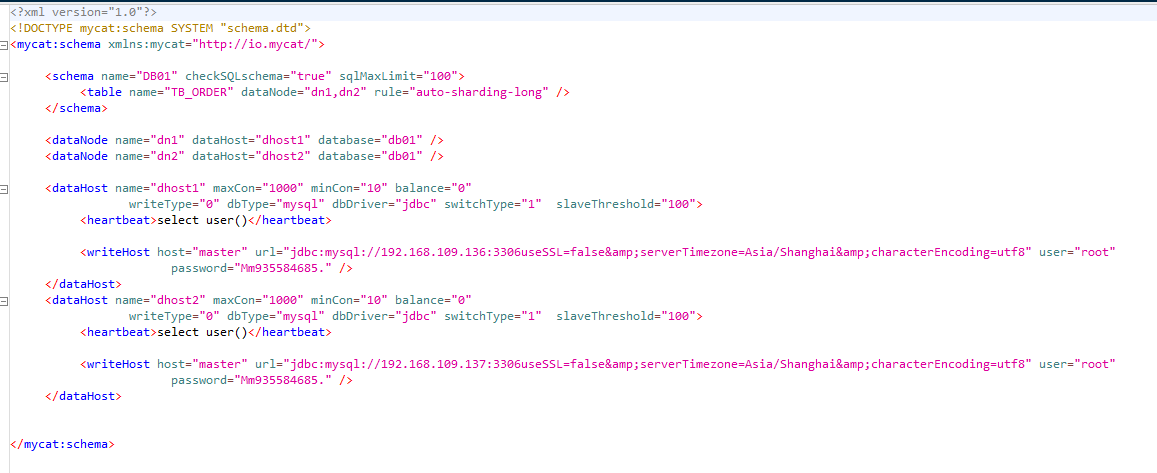 <?xml version="1.0"?>
<!DOCTYPE mycat:schema SYSTEM "schema.dtd">
<mycat:schema xmlns:mycat="http://io.mycat/">
<schema name="DB01" checkSQLschema="true" sqlMaxLimit="100">
<table name="TB_ORDER" dataNode="dn1,dn2" rule="auto-sharding-long" />
</schema>
<dataNode name="dn1" dataHost="dhost1" database="db01" />
<dataNode name="dn2" dataHost="dhost2" database="db01" />
<dataHost name="dhost1" maxCon="1000" minCon="10" balance="0"
writeType="0" dbType="mysql" dbDriver="jdbc" switchType="1"  slaveThreshold="100">
<heartbeat>select user()</heartbeat>
<writeHost host="master" url="jdbc:mysql://192.168.109.136:3306useSSL=false&amp;serverTimezone=Asia/Shanghai&amp;characterEncoding=utf8" user="root"
password="Mm935584685." />
</dataHost>
<dataHost name="dhost2" maxCon="1000" minCon="10" balance="0"
writeType="0" dbType="mysql" dbDriver="jdbc" switchType="1"  slaveThreshold="100">
<heartbeat>select user()</heartbeat>
<writeHost host="master" url="jdbc:mysql://192.168.109.137:3306useSSL=false&amp;serverTimezone=Asia/Shanghai&amp;characterEncoding=utf8" user="root"
password="Mm935584685." />
</dataHost>
</mycat:schema>